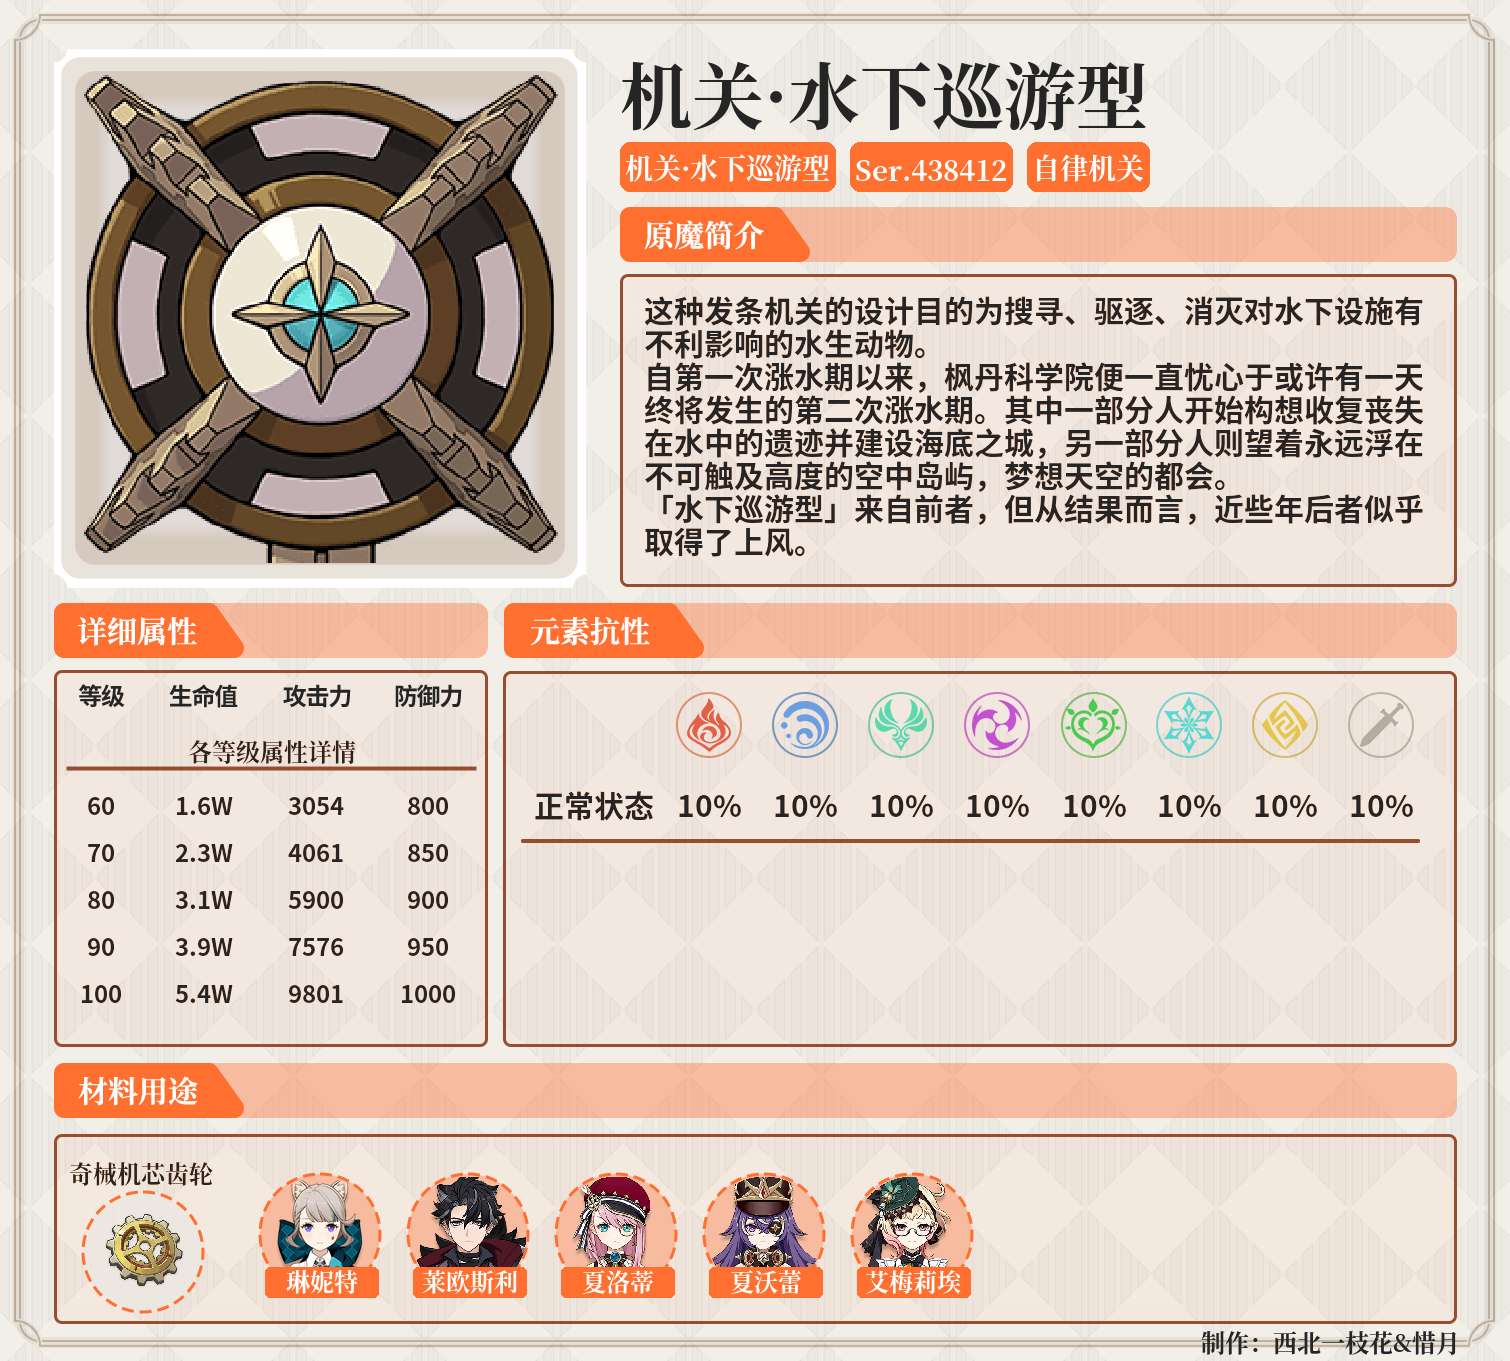 机关·水下巡游型
机关·水下巡游型 Ser.438412 自律机关
原魔简介
这种发条机关的设计目的为搜寻、驱逐、消灭对水下设施有
不利影响的水生动物。
自第一次涨水期以来，枫丹科学院便一直忧心于或许有一天
终将发生的第二次涨水期。其中一部分人开始构想收复丧失
在水中的遗迹并建设海底之城，另一部分人则望着永远浮在
不可触及高度的空中岛屿，梦想天空的都会。
「水下巡游型」来自前者，但从结果而言，近些年后者似乎
取得了上风。
详细属性
等级 生命值 攻击力 防御力
各等级属性详情
60 1.6W 3054 800
70 2.3W 4061 850
80 3.1W 5900 900
90 3.9W 7576 950
100 5.4W 9801 1000
元素抗性
正常状态 10% 10% 10% 10% 10% 10% 10% 10%
材料用途
奇械机芯齿轮
琳妮特 莱欧斯利 夏洛蒂 夏沃蕾 艾梅莉埃
制作：西北一枝花&惜月